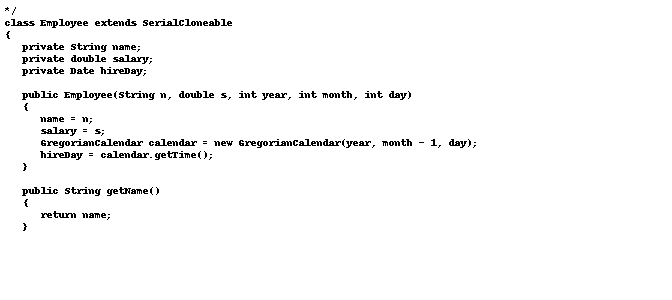 */
class Employee extends SerialCloneable
{
private String name;
private double salary;
private Date hireDay;
public Employee(String n, double s, int year, int month, int day)
{
name = n;
salary = s;
GregorianCalendar calendar = new GregorianCalendar(year, month - 1, day);
hireDay = calendar.getTime();
}
public String getName()
{
return name;
}